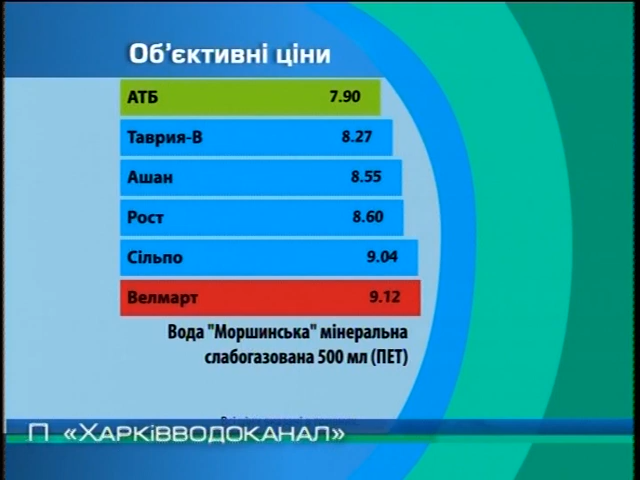 Об'єктивні ціни
АТБ 7.90
Таврия-В 8.27
Ашан 8.55
Рост 8.60
Сільпо 9.04
Велмарт 9.12
Вода "Моршинська" мінеральна
слабогазована 500 мл (ПЕТ)
П «Харківводоканал»